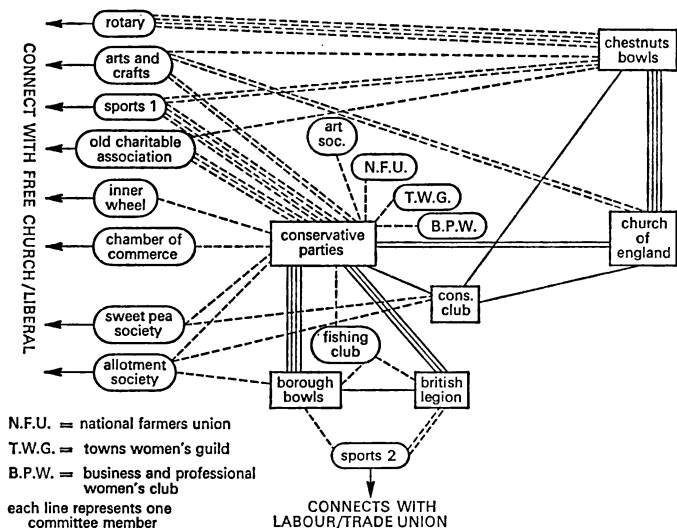 rotary
chestnuts
bowls
CONNECT WITH FREE CHURCH/LIBERAL
arts and
crafts
sports 1
old charitable
association
art
soc.
N.F.U.
T.W.G.
B.P.W.
inner
wheel
conservative
parties
church
of
england
chamber of
commerce
cons.
club
sweet pea
society
fishing
club
allotment
society
borough
bowls
british
legion
N.F.U. = national farmers union
T.W.G. = towns women's guild
B.P.W. = business and professional
women's club
each line represents one
committee member
sports 2
CONNECTS WITH
LABOUR/TRADE UNION